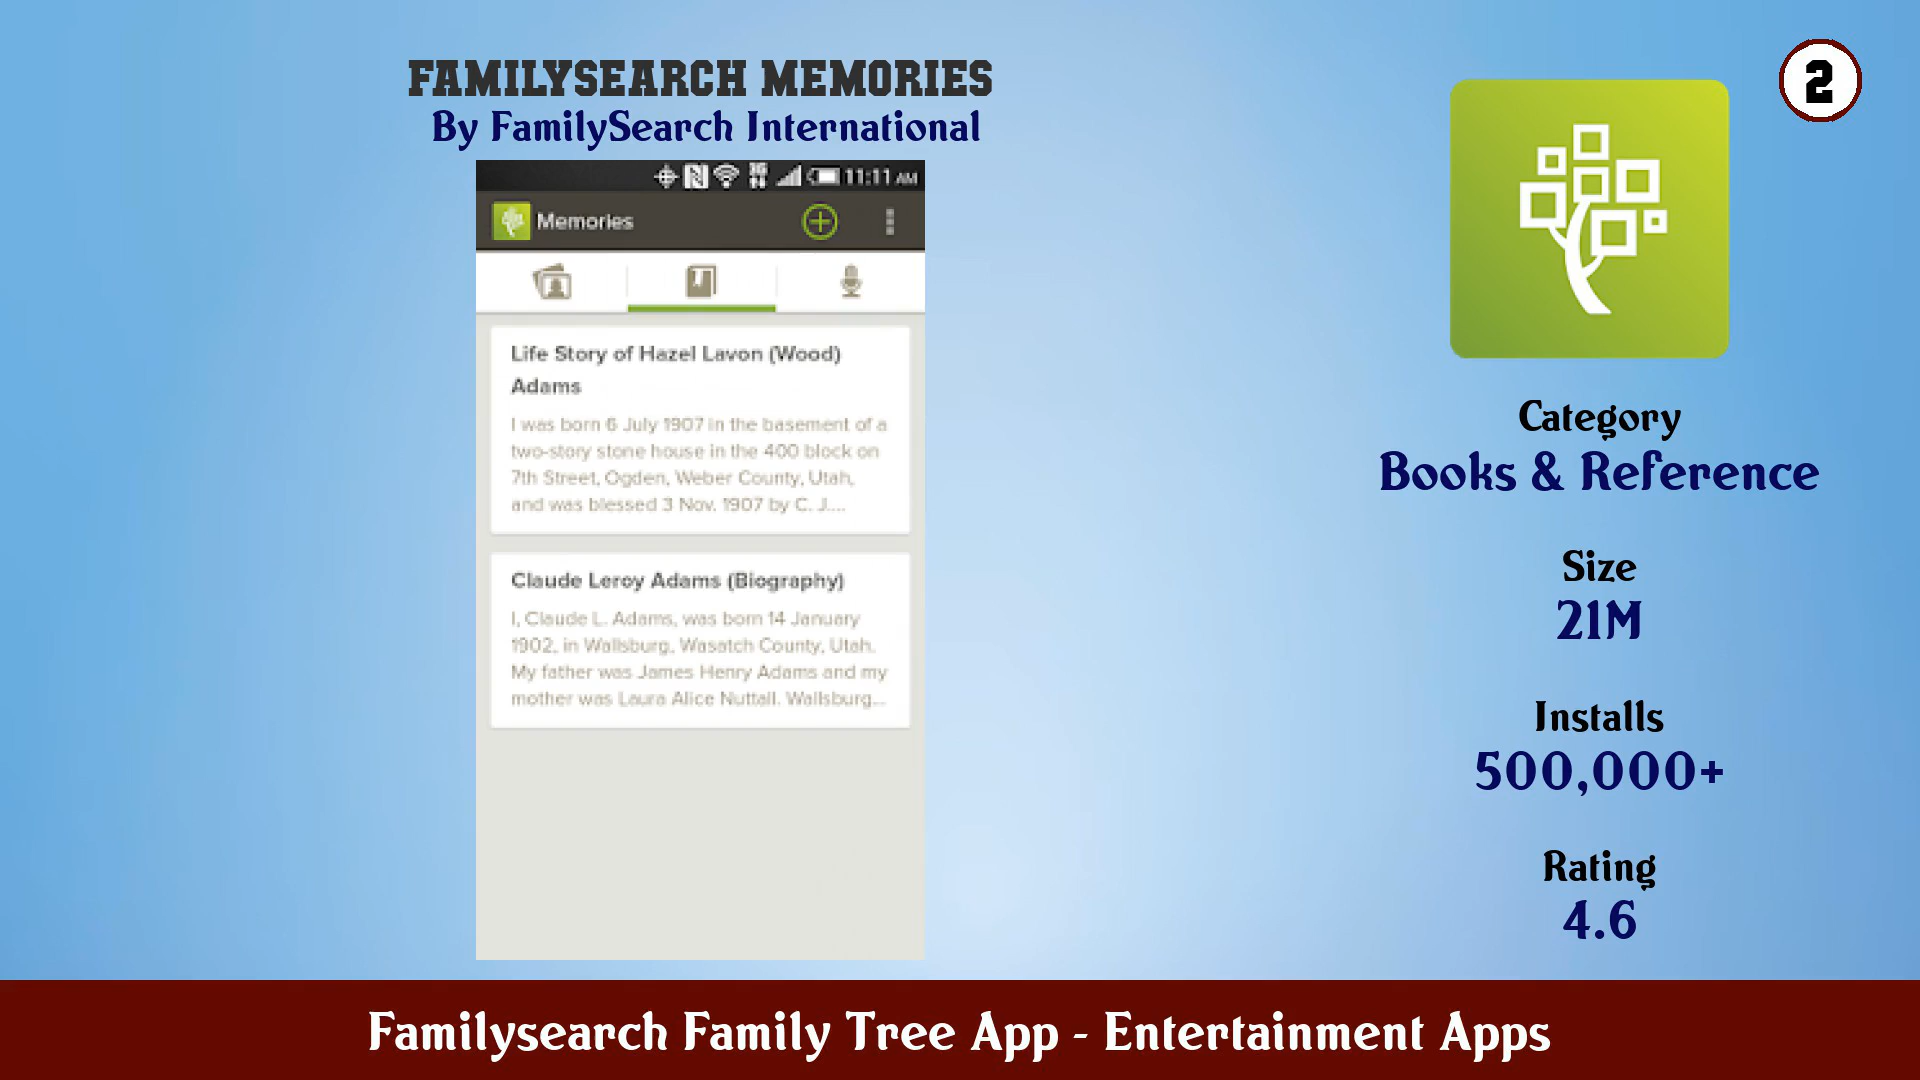 FAMILYSEARCH MEMORIES
By FamilySearch International
2
11:11 AM
Memories
Life Story of Hazel Lavon (Wood)
Adams
I was born 6 July 1907 in the basement of a
two-story stone house in the 400 block on
7th Street, Ogden, Weber County, Utah,
and was blessed 3 Nov. 1907 by C. J....
Claude Leroy Adams (Biography)
I, Claude L. Adams, was born 14 January
1902, in Wallsburg, Wasatch County, Utah.
My father was James Henry Adams and my
mother was Laura Alice Nuttall. Wallsburg...
Category
Books & Reference
Size
21M
Installs
500,000+
Rating
4.6
Familysearch Family Tree App - Entertainment Apps